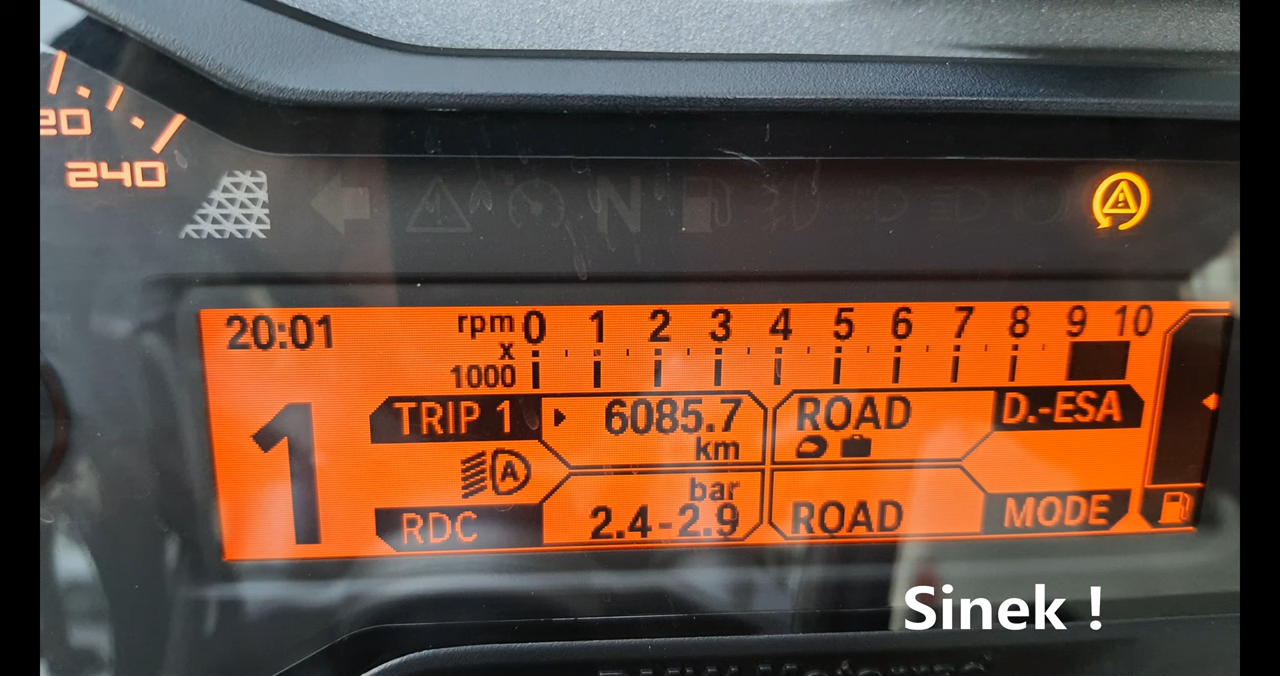 240
N
20:01
rpm 0 1 2 3 4 5 6 7 8 9 10
x
1000
1
TRIP 1 6085.7 ROAD D.-ESA
km
A
bar
RDC 2.4-2.9 ROAD MODE
Sinek !